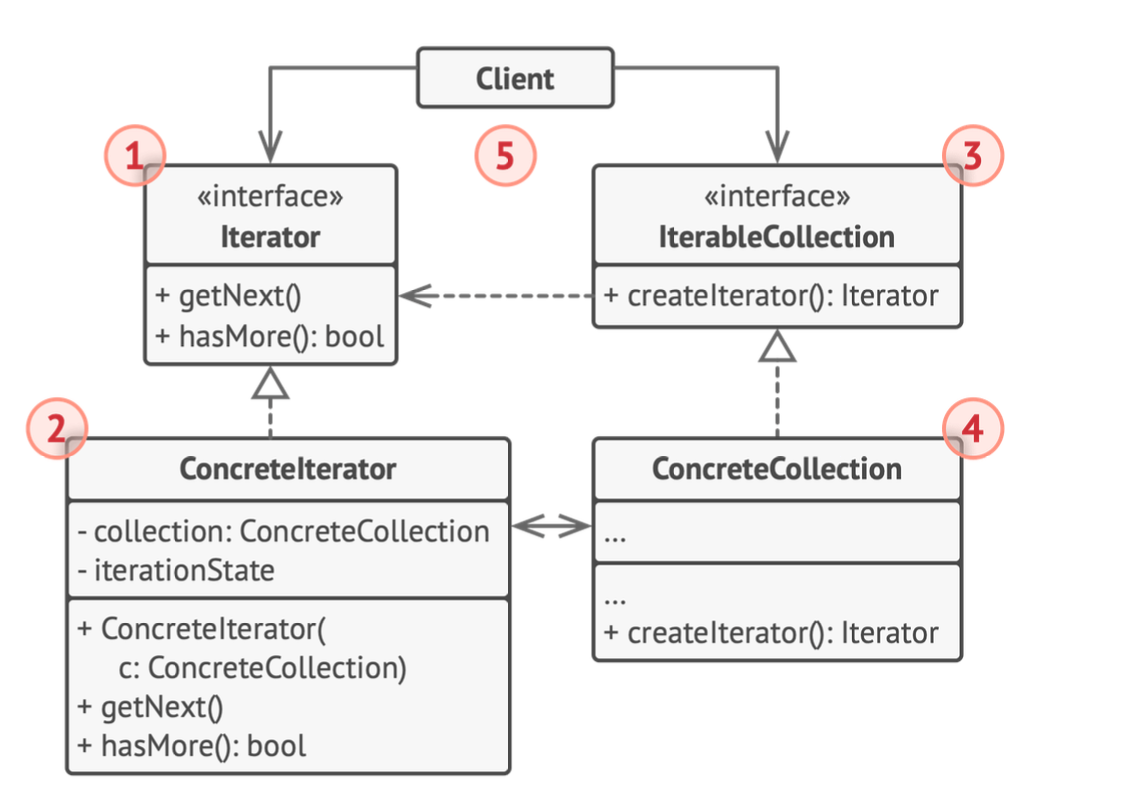 Client
1
5
3
«interface»
Iterator
+ getNext()
+ hasMore(): bool
«interface»
IterableCollection
+ createIterator(): Iterator
2
ConcreteIterator
- collection: ConcreteCollection
- iterationState
+ ConcreteIterator(
c: ConcreteCollection)
+ getNext()
+ hasMore(): bool
4
ConcreteCollection
...
...
+ createIterator(): Iterator